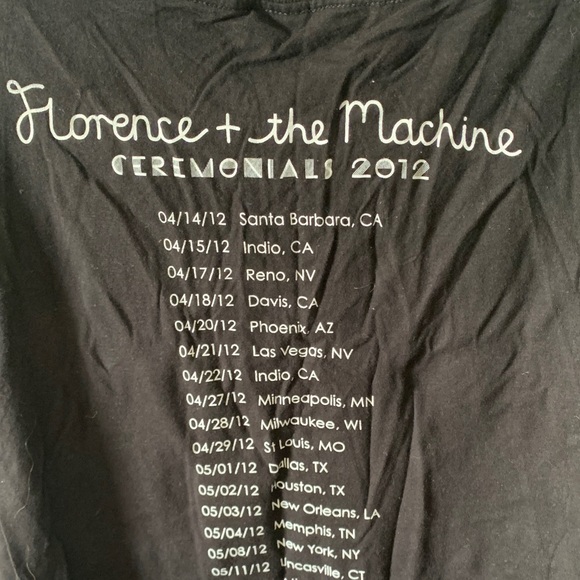 Florence + the Machine
CEREMONIALS 2012
04/14/12 Santa Barbara, CA
04/15/12 Indio, CA
04/17/12 Reno, NV
04/18/12 Davis, CA
04/20/12 Phoenix, AZ
04/21/12 Las Vegas, NV
04/22/12 Indio, CA
04/27/12 Minneapolis, MN
04/28/12 Milwaukee, WI
04/29/12 St Louis, MO
05/01/12 Dallas, TX
05/02/12 Houston, TX
05/03/12 New Orleans, LA
05/04/12 Memphis, TN
05/08/12 New York, NY
05/11/12 Uncasville, CT